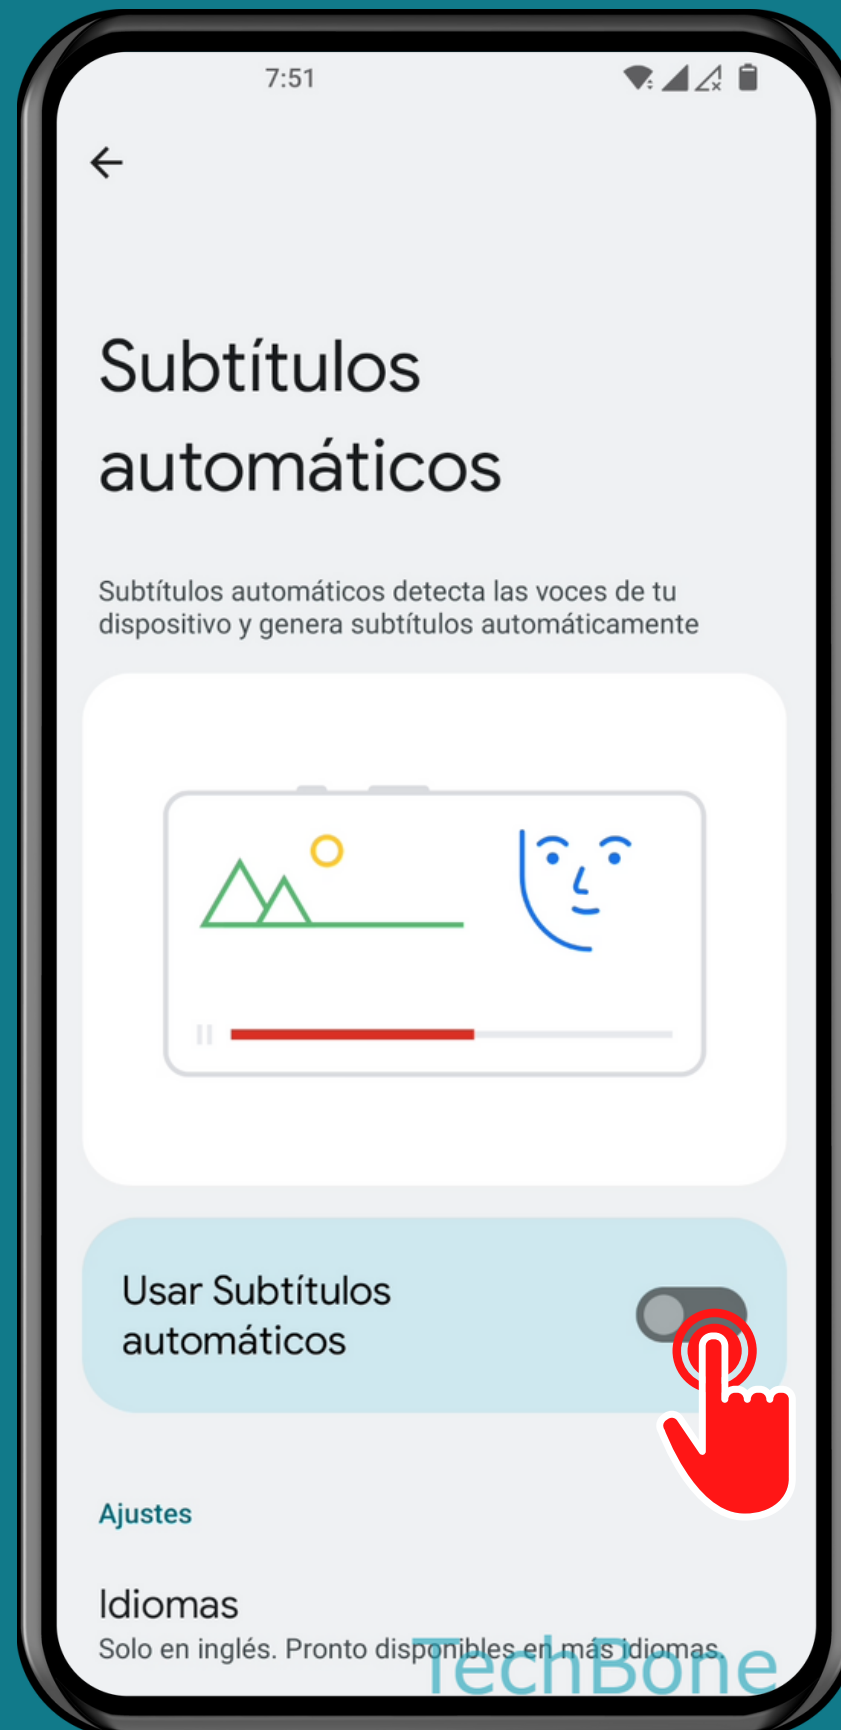 7:51
Subtítulos
automáticos
Subtítulos automáticos detecta las voces de tu
dispositivo y genera subtítulos automáticamente
Usar Subtítulos
automáticos
Ajustes
Idiomas
Solo en inglés. Pronto disponibles en más idiomas.
TechBone